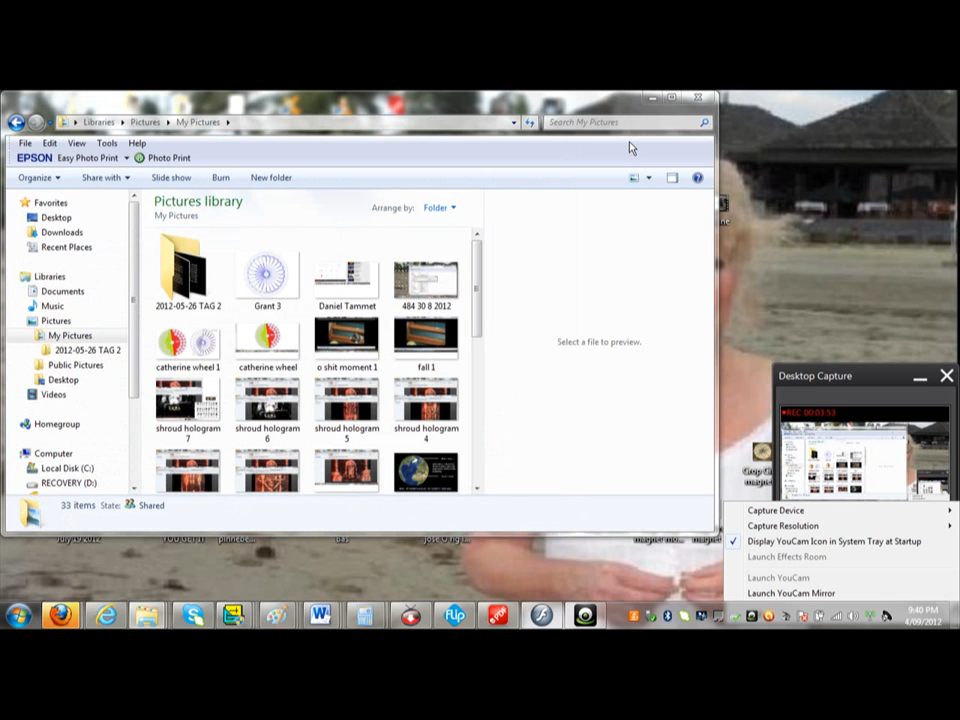 Libraries Pictures My Pictures
Search My Pictures
File Edit View Tools Help
EPSON Easy Photo Print Photo Print
Organize Share with Slide show Burn New folder
Favorites
Desktop
Downloads
Recent Places
Libraries
Documents
Music
Pictures
My Pictures
2012-05-26 TAG 2
Public Pictures
Desktop
Videos
Homegroup
Computer
Local Disk (C:)
RECOVERY (D:)
Pictures library
My Pictures
Arrange by: Folder
2012-05-26 TAG 2 Grant 3 Daniel Tammet 484 30 8 2012
catherine wheel 1 catherine wheel o shit moment 1 fall 1
shroud hologram 7 shroud hologram 6 shroud hologram 5 shroud hologram 4
Select a file to preview.
33 items State: Shared
Desktop Capture
REC 00:03:53
Capture Device
Capture Resolution
Display YouCam Icon in System Tray at Startup
Launch Effects Room
Launch YouCam
Launch YouCam Mirror
9:40 PM
4/09/2012